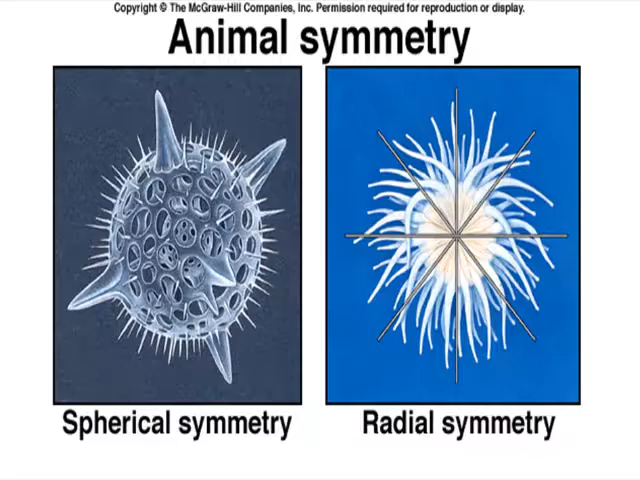 Copyright © The McGraw-Hill Companies, Inc. Permission required for reproduction or display.
Animal symmetry
Spherical symmetry
Radial symmetry